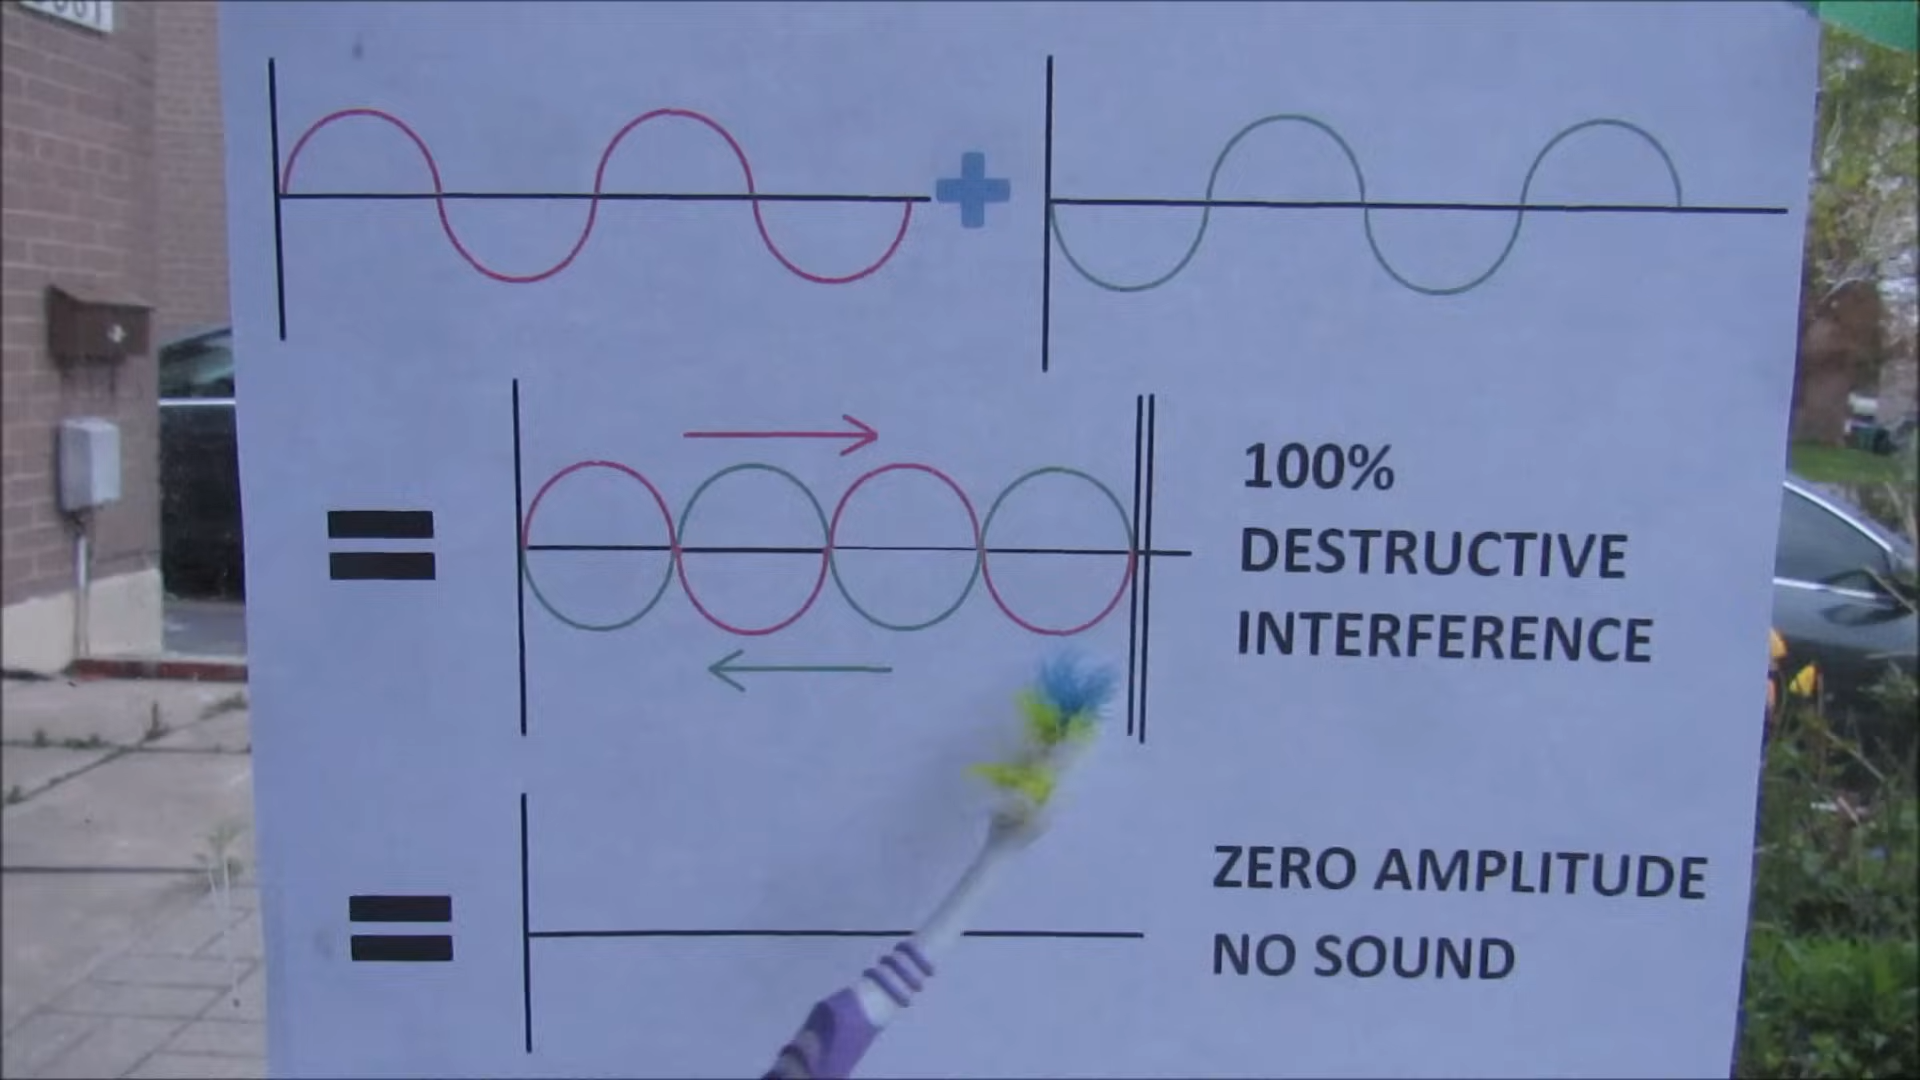 100%
DESTRUCTIVE
INTERFERENCE
ZERO AMPLITUDE
NO SOUND